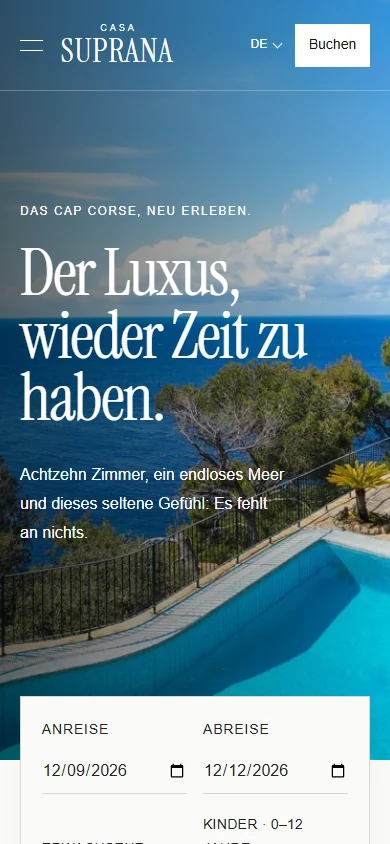 CASA
SUPRANA
DE
Buchen
DAS CAP CORSE, NEU ERLEBEN.
Der Luxus,
wieder Zeit zu
haben.
Achtzehn Zimmer, ein endloses Meer
und dieses seltene Gefühl: Es fehlt
an nichts.
ANREISE
ABREISE
12/09/2026
12/12/2026
KINDER · 0–12